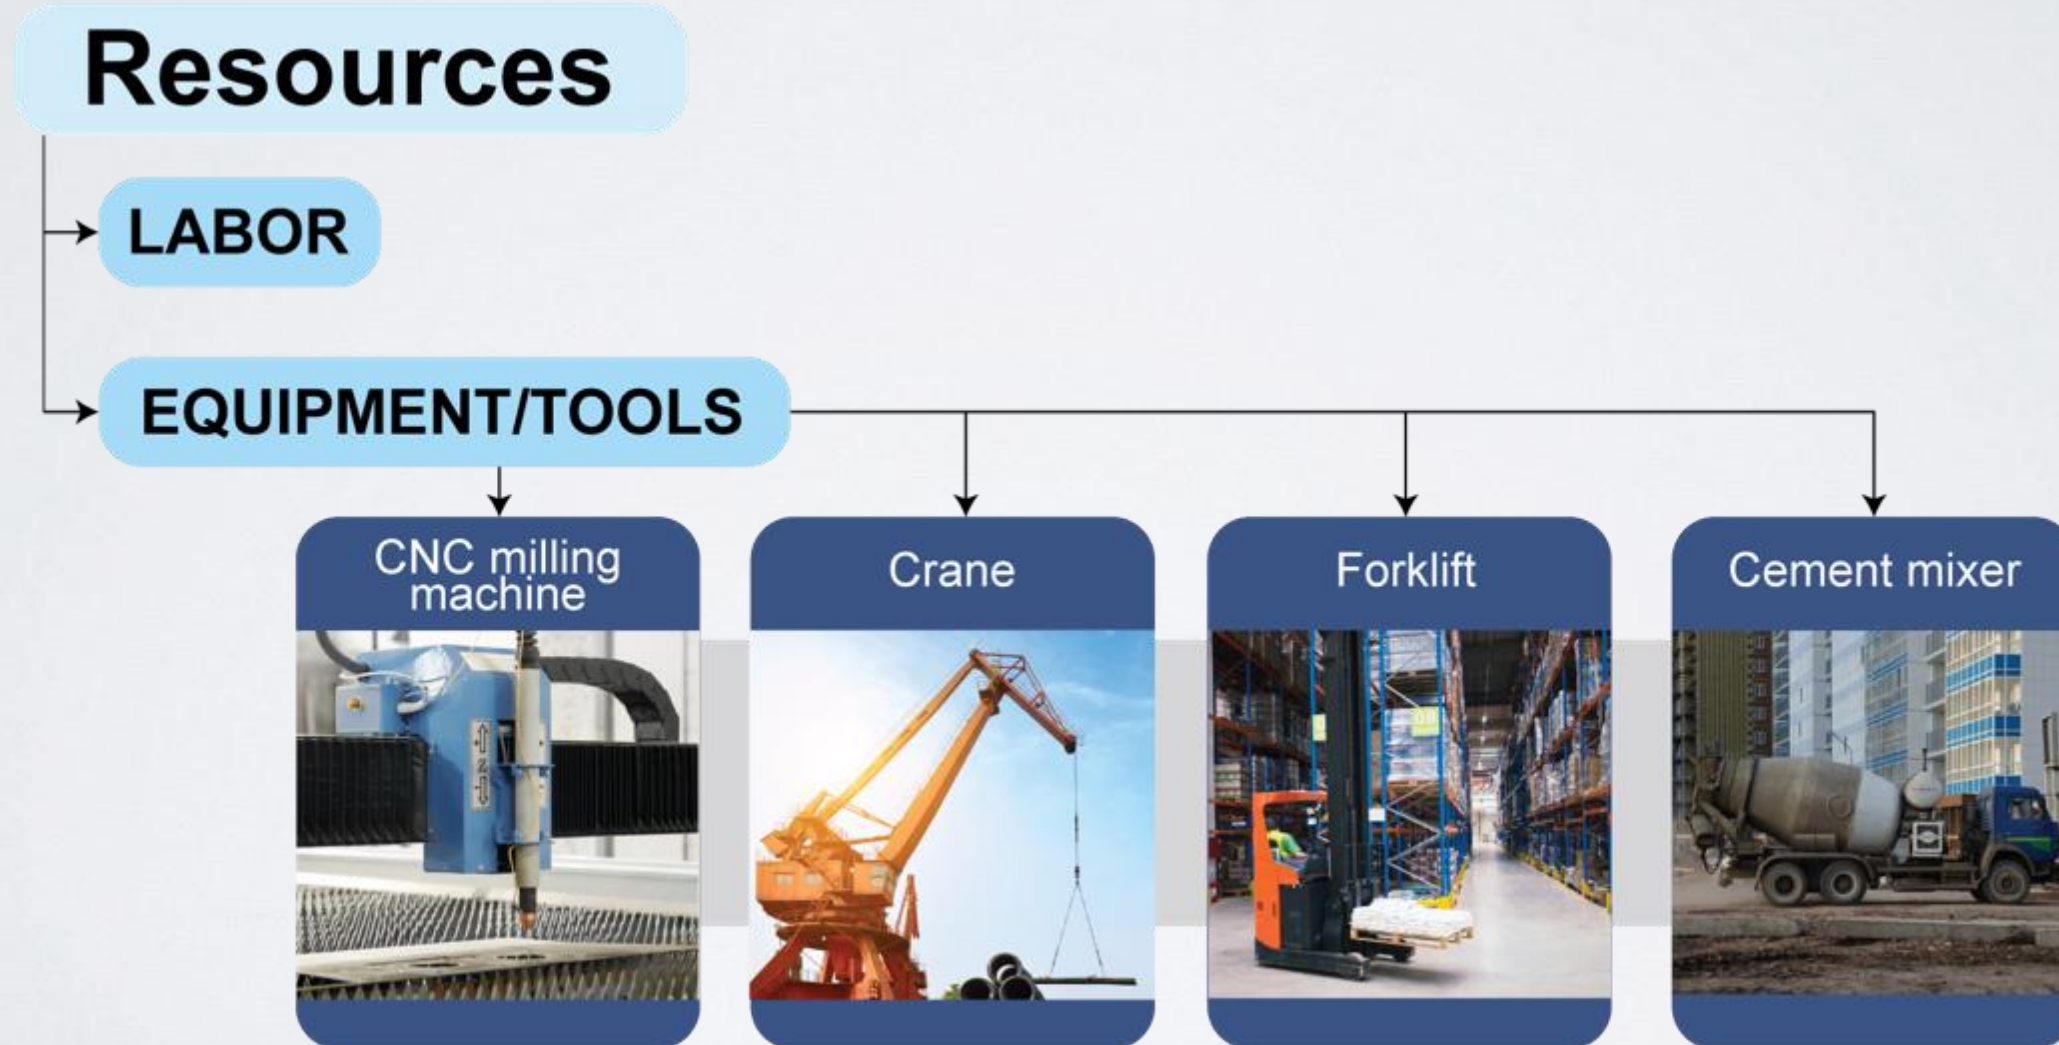 Resources
LABOR
EQUIPMENT/TOOLS
CNC milling
machine
Crane
Forklift
Cement mixer